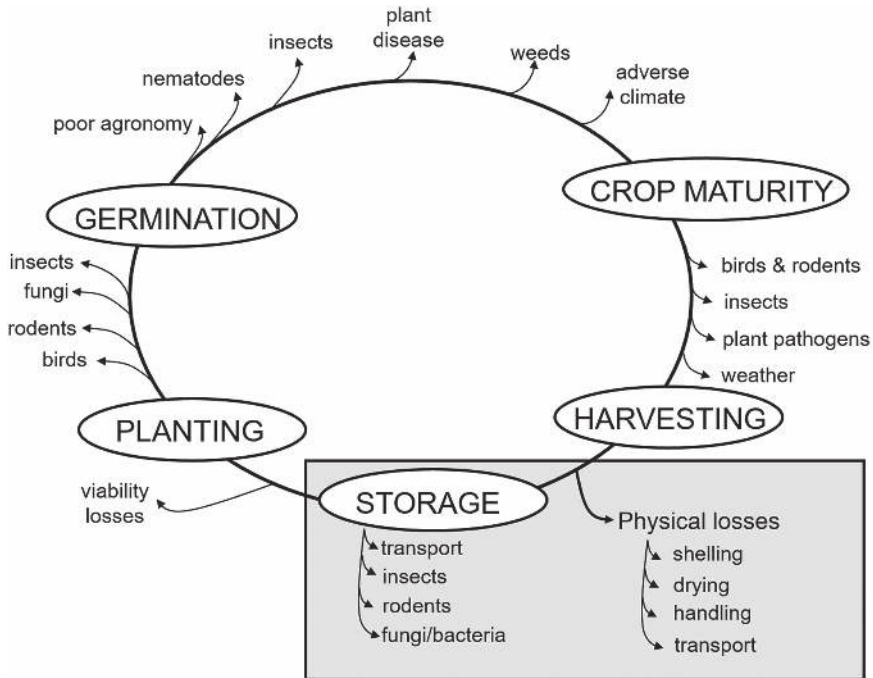 plant
disease
insects
weeds
nematodes
adverse
climate
poor agronomy
GERMINATION
CROP MATURITY
insects
fungi
rodents
birds
birds & rodents
insects
plant pathogens
weather
PLANTING
HARVESTING
viability
losses
STORAGE
transport
insects
rodents
fungi/bacteria
Physical losses
shelling
drying
handling
transport